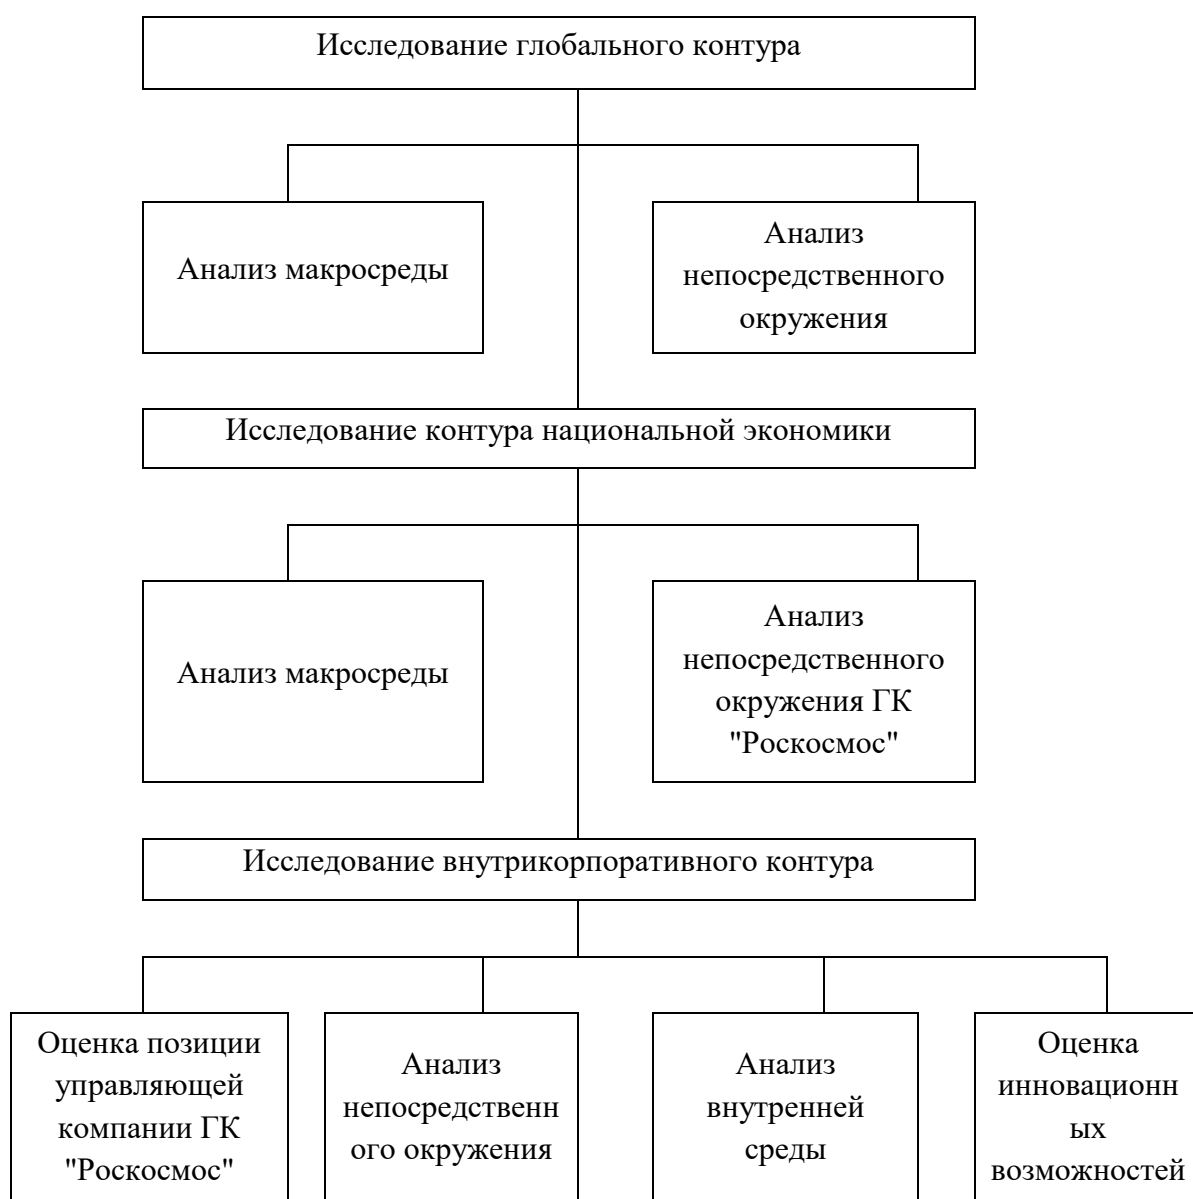 Исследование глобального контура
Анализ макросреды
Анализ
непосредственного
окружения
Исследование контура национальной экономики
Анализ макросреды
Анализ
непосредственного
окружения ГК
"Роскосмос"
Исследование внутрикорпоративного контура
Оценка позиции
управляющей
компании ГК
"Роскосмос"
Анализ
непосредственн
ого окружения
Анализ
внутренней
среды
Оценка
инновационн
ых
возможностей